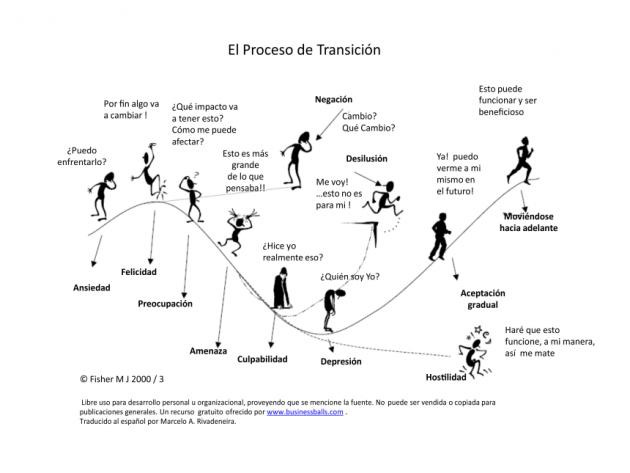 El Proceso de Transición
Por fin algo va
a cambiar !
¿Qué impacto va
a tener esto?
Cómo me puede
afectar?
Negación
Cambio?
Qué Cambio?
Esto puede
funcionar y ser
beneficioso
¿Puedo
enfrentarlo?
Esto es más
grande
de lo que
pensaba!!
Desilusión
Me voy!
...esto no es
para mi !
Ya! puedo
verme a mi
mismo en
el futuro!
Moviéndose
hacia adelante
¿Hice yo
realmente eso?
¿Quién soy Yo?
Felicidad
Ansiedad
Preocupación
Aceptación
gradual
Amenaza
Culpabilidad
Depresión
Hostilidad
Haré que esto
funcione, a mi manera,
así me mate
© Fisher M J 2000 / 3
Libre uso para desarrollo personal u organizacional, proveyendo que se mencione la fuente. No puede ser vendida o copiada para
publicaciones generales. Un recurso gratuito ofrecido por www.businessballs.com .
Traducido al español por Marcelo A. Rivadeneira.